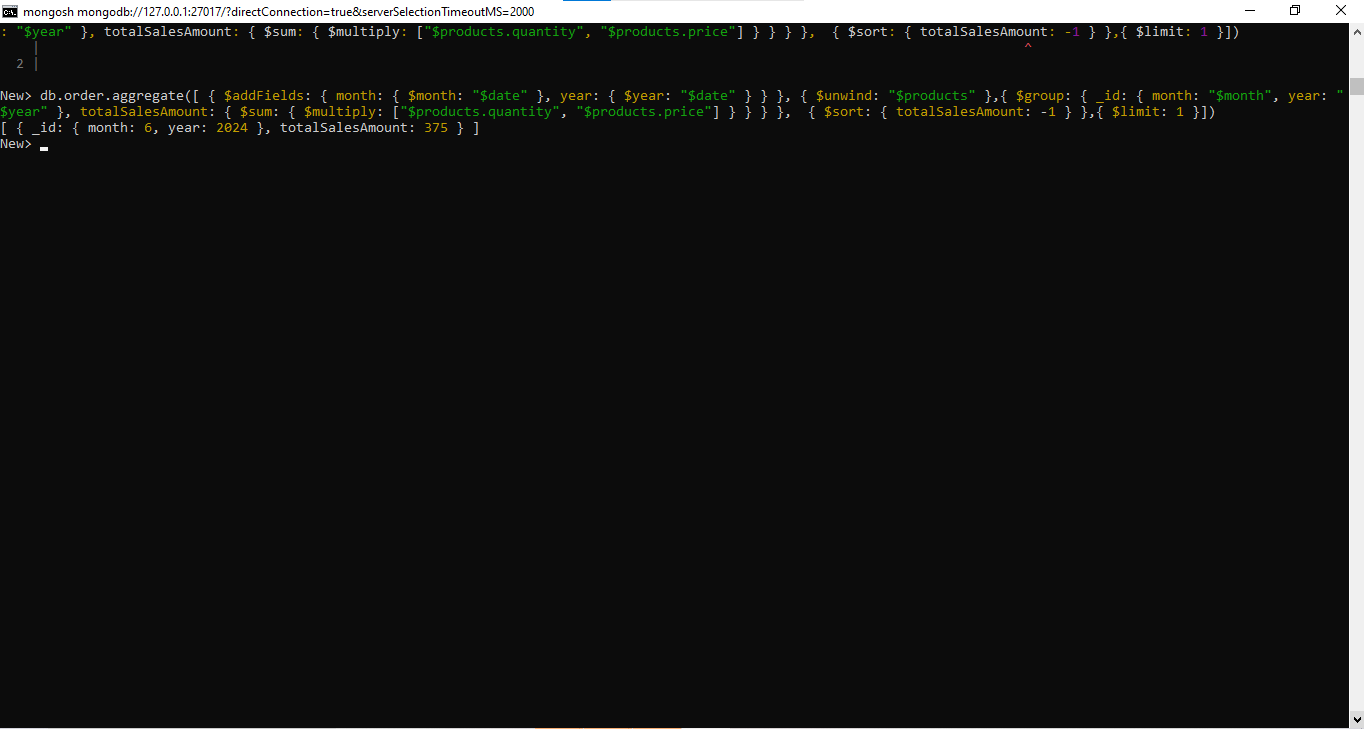 mongosh mongodb://127.0.0.1:27017/?directConnection=true&serverSelectionTimeoutMS=2000
: "$year" }, totalSalesAmount: { $sum: { $multiply: ["$products.quantity", "$products.price"] } } } },  { $sort: { totalSalesAmount: -1 } },{ $limit: 1 }])
|                                                                                                                            ^
2 |
New> db.order.aggregate([ { $addFields: { month: { $month: "$date" }, year: { $year: "$date" } } }, { $unwind: "$products" },{ $group: { _id: { month: "$month", year: "
$year" }, totalSalesAmount: { $sum: { $multiply: ["$products.quantity", "$products.price"] } } } },  { $sort: { totalSalesAmount: -1 } },{ $limit: 1 }])
[ { _id: { month: 6, year: 2024 }, totalSalesAmount: 375 } ]
New>